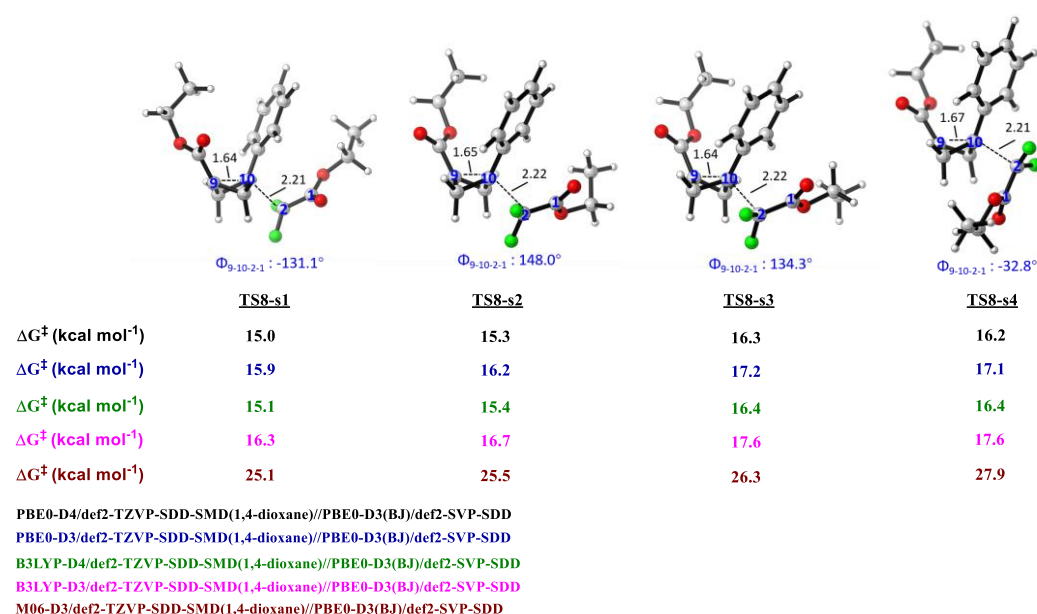 1.64 9 10 2.21 1 2
1.65 9 10 2.22 1 2
1.64 9 10 2.22 1 2
1.67 9 10 2.21 2 1
Φ9-10-2-1 : -131.1° Φ9-10-2-1 : 148.0° Φ9-10-2-1 : 134.3° Φ9-10-2-1 : -32.8°
TS8-s1 TS8-s2 TS8-s3 TS8-s4
ΔG‡ (kcal mol-1) 15.0 15.3 16.3 16.2
ΔG‡ (kcal mol-1) 15.9 16.2 17.2 17.1
ΔG‡ (kcal mol-1) 15.1 15.4 16.4 16.4
ΔG‡ (kcal mol-1) 16.3 16.7 17.6 17.6
ΔG‡ (kcal mol-1) 25.1 25.5 26.3 27.9
PBE0-D4/def2-TZVP-SDD-SMD(1,4-dioxane)//PBE0-D3(BJ)/def2-SVP-SDD
PBE0-D3/def2-TZVP-SDD-SMD(1,4-dioxane)//PBE0-D3(BJ)/def2-SVP-SDD
B3LYP-D4/def2-TZVP-SDD-SMD(1,4-dioxane)//PBE0-D3(BJ)/def2-SVP-SDD
B3LYP-D3/def2-TZVP-SDD-SMD(1,4-dioxane)//PBE0-D3(BJ)/def2-SVP-SDD
M06-D3/def2-TZVP-SDD-SMD(1,4-dioxane)//PBE0-D3(BJ)/def2-SVP-SDD